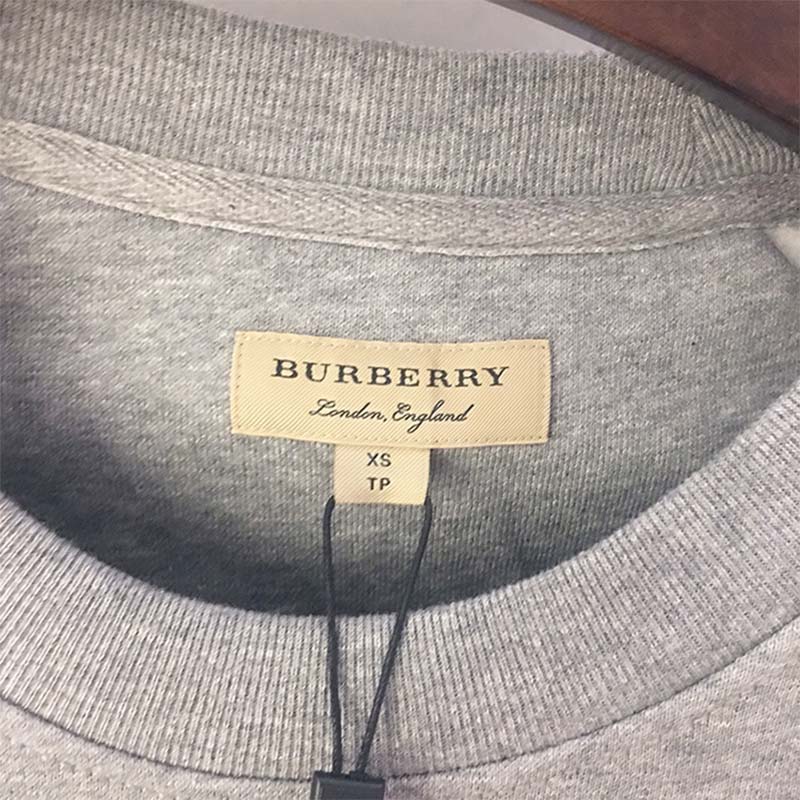 BURBERRY
London, England
XS
TP